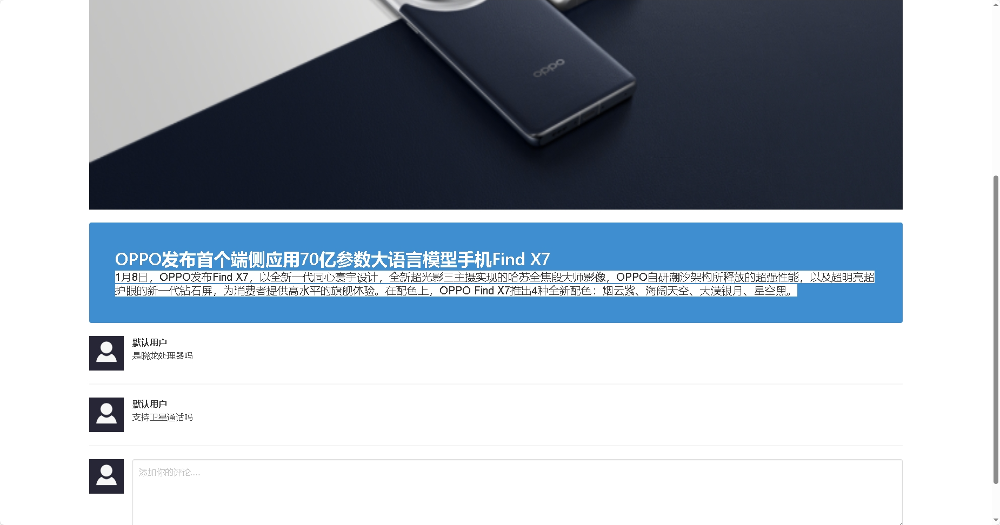 oppo
OPPO发布首个端侧应用70亿参数大语言模型手机Find X7
1月8日，OPPO发布Find X7，以全新一代同心寰宇设计，全新超光影三主摄实现的哈苏全焦段大师影像，OPPO自研潮汐架构所释放的超强性能，以及超明亮超
护眼的新一代钻石屏，为消费者提供高水平的旗舰体验。在配色上，OPPO Find X7推出4种全新配色：烟云紫、海阔天空、大漠银月、星空黑。
默认用户
是晓龙处理器吗
默认用户
支持卫星通话吗
添加你的评论......